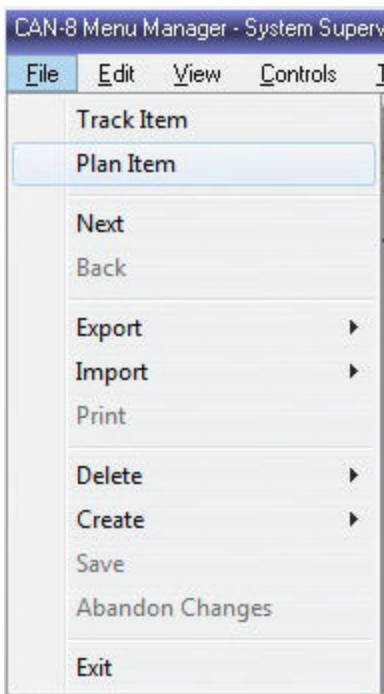 CAN-8 Menu Manager - System Superv
File Edit View Controls
Track Item
Plan Item
Next
Back
Export
Import
Print
Delete
Create
Save
Abandon Changes
Exit